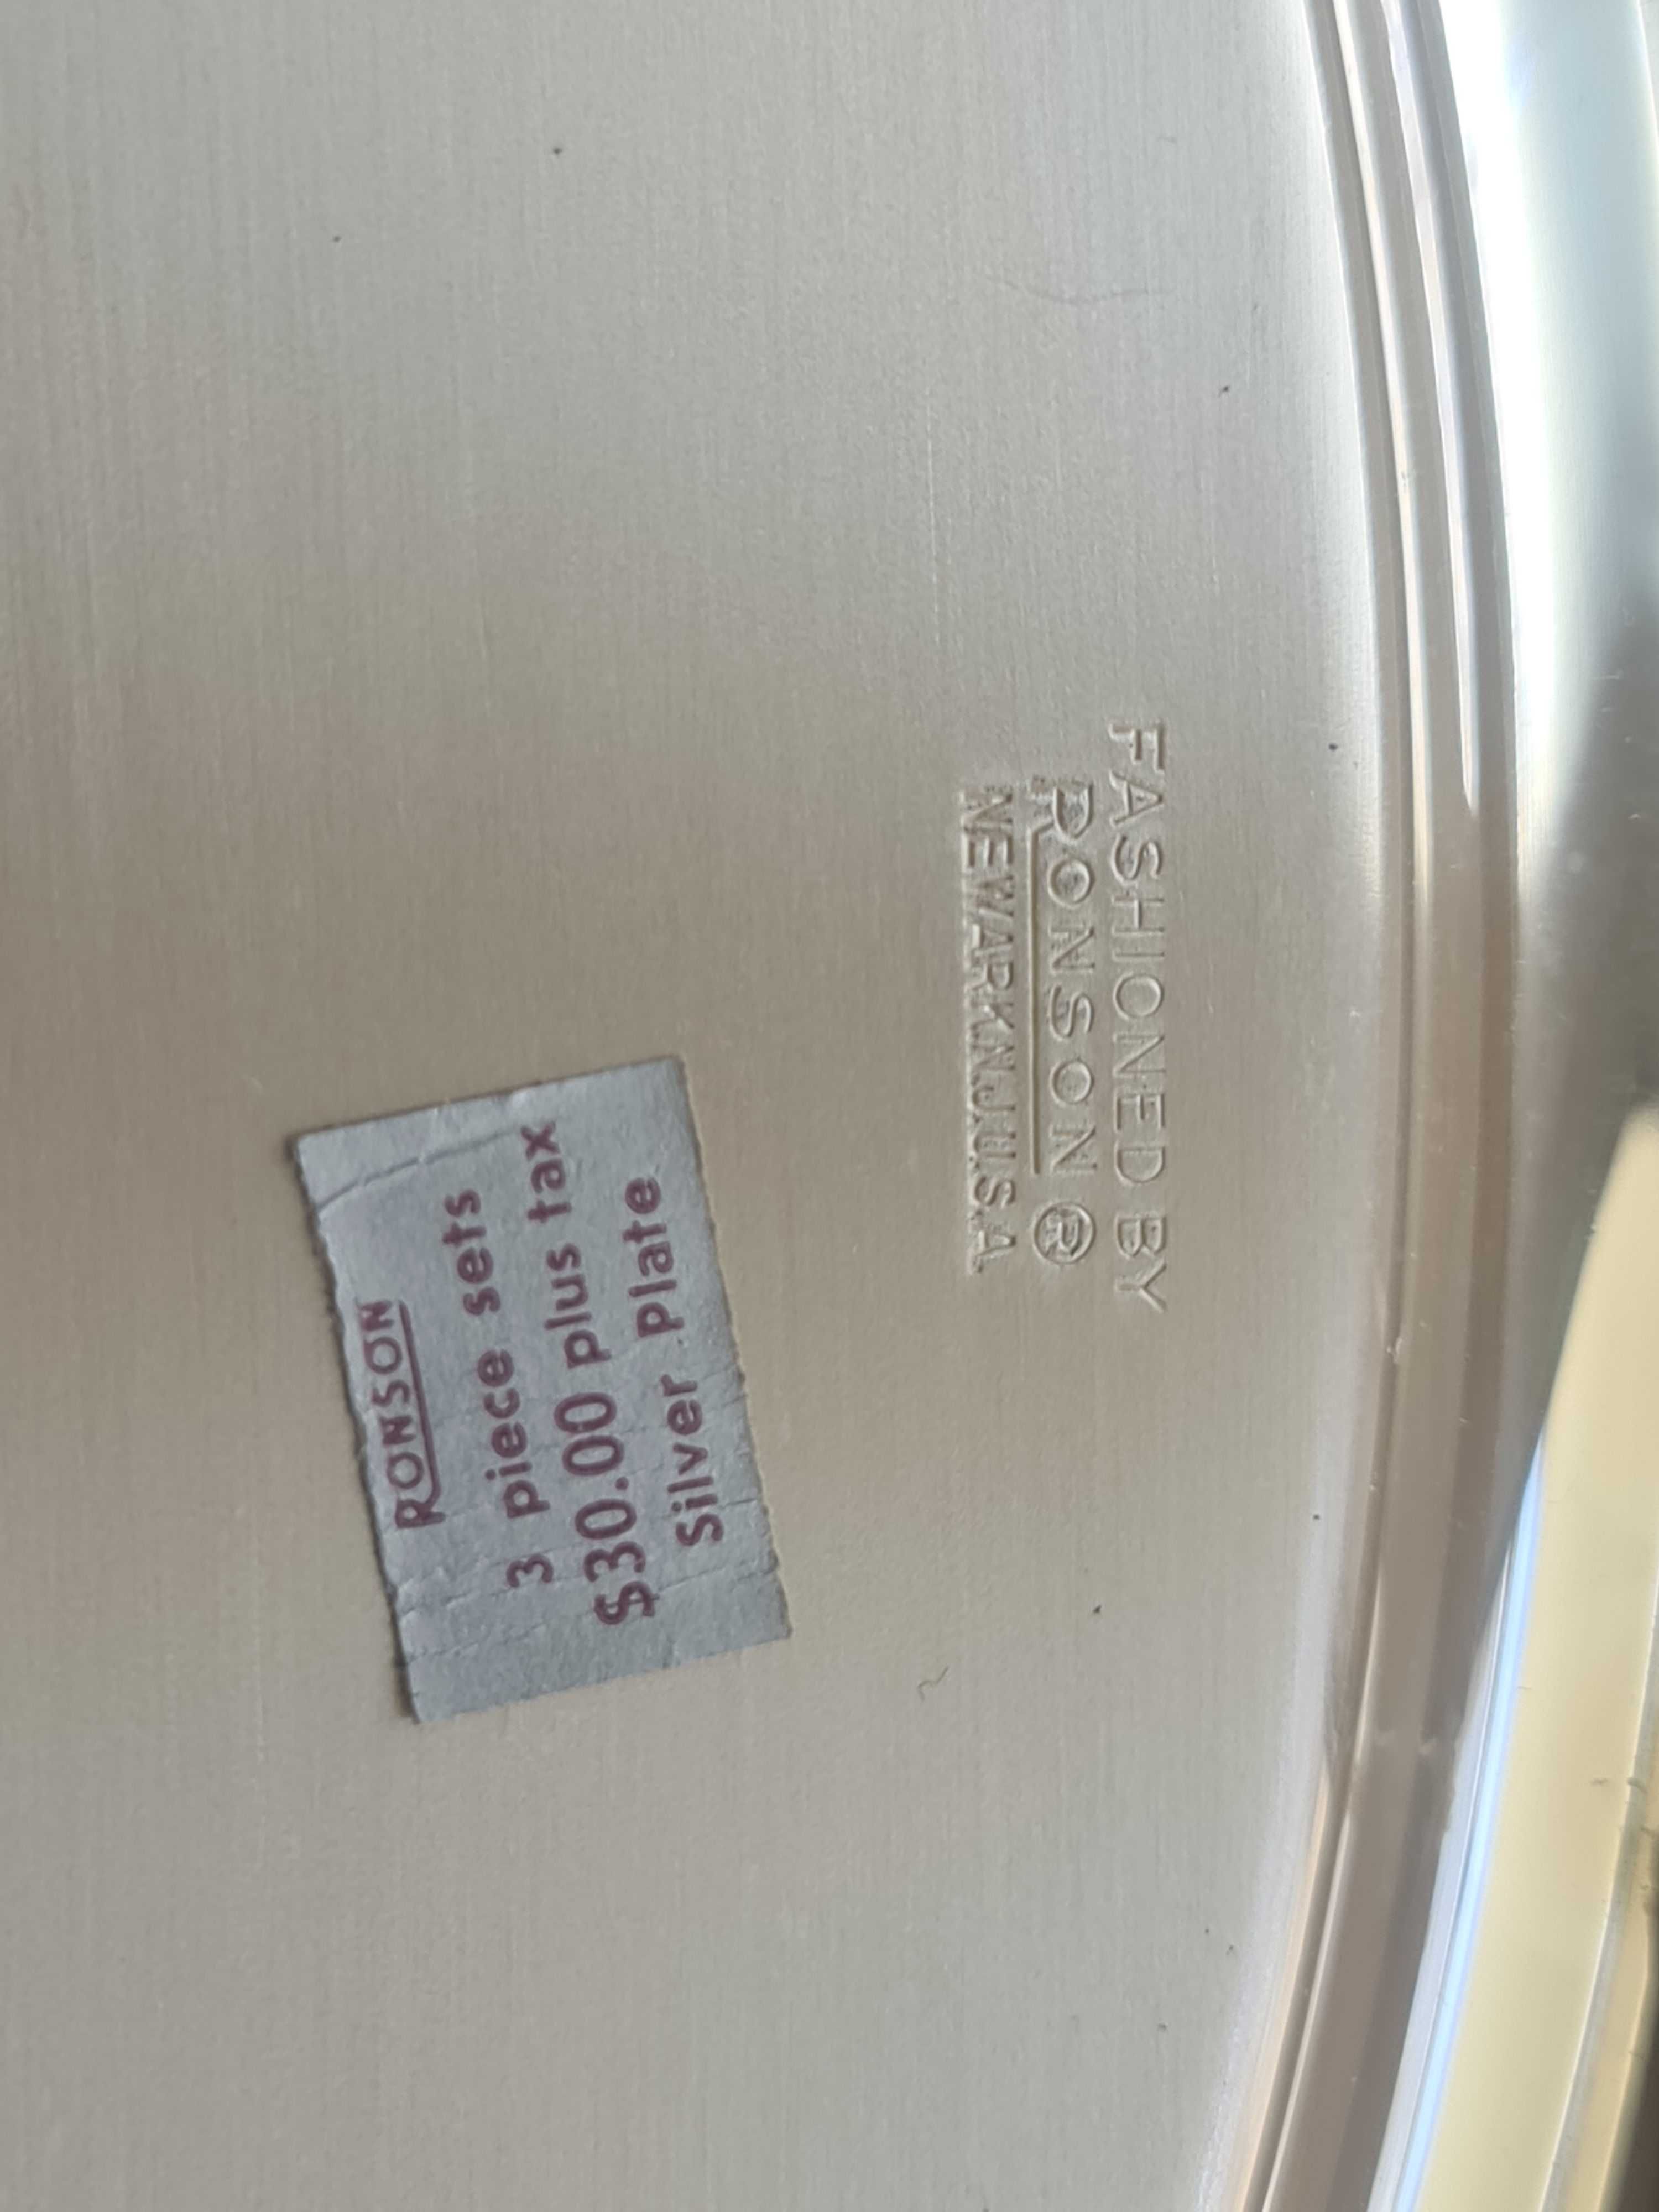 FASHIONED BY
RONSON ®
NEWARK.N.J.U.S.A.
RONSON
3 piece sets
$30.00 plus tax
Silver Plate